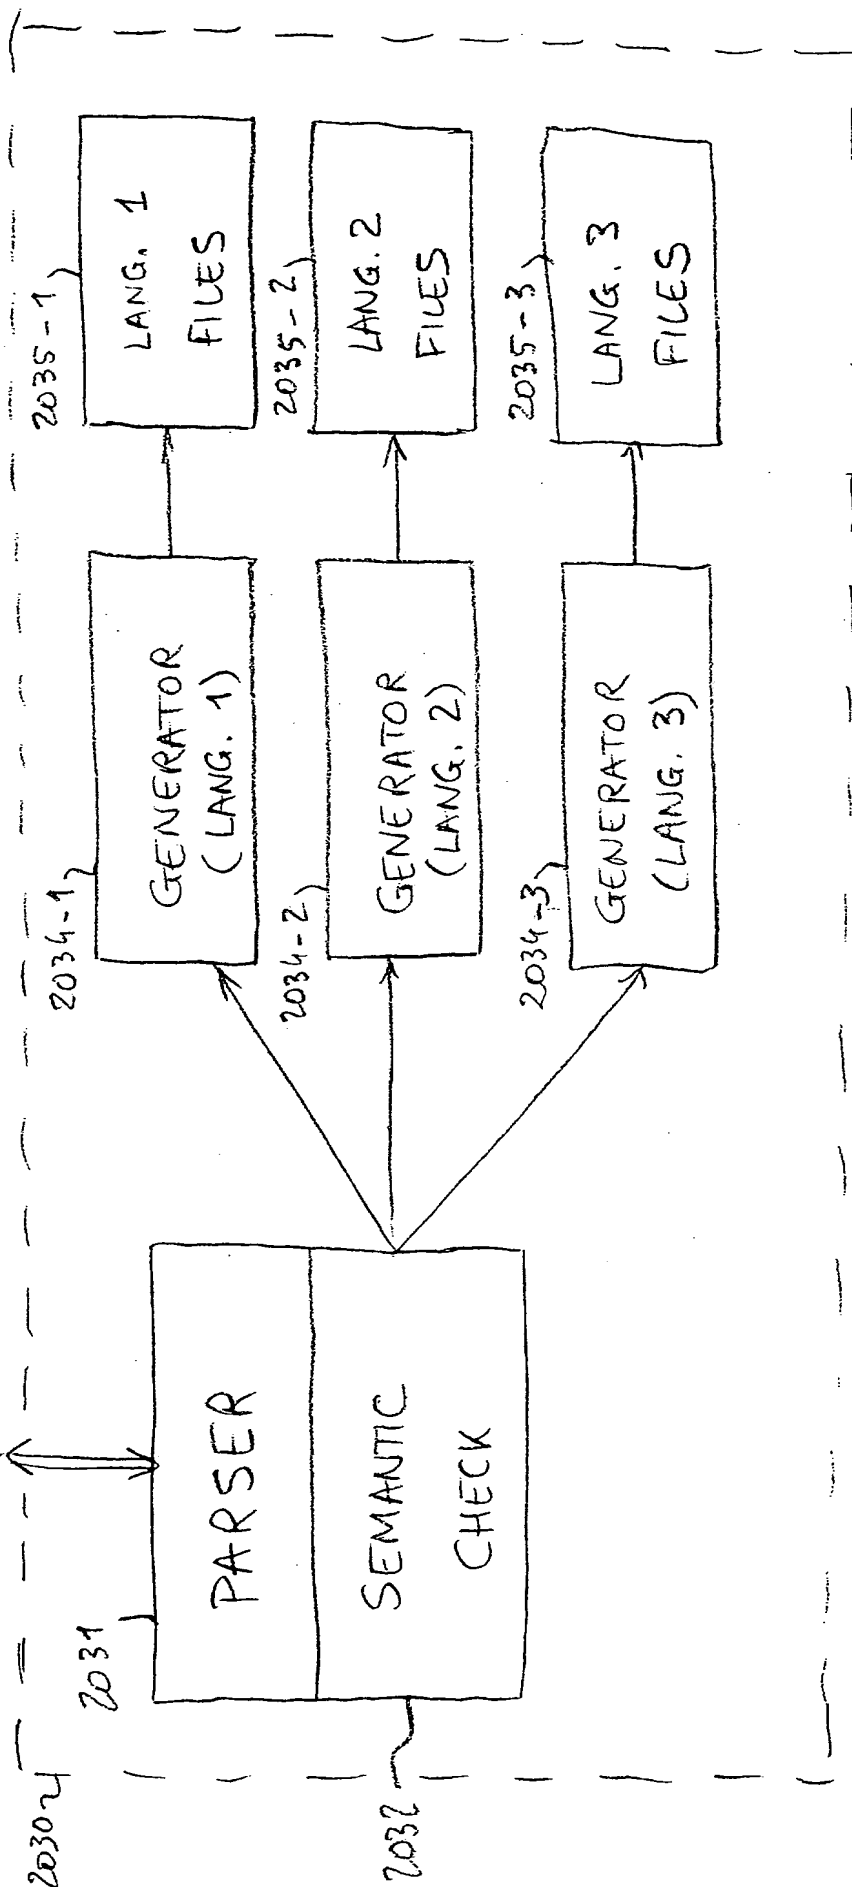 2030
2031
PARSER
2032
SEMANTIC
CHECK
2034-1
GENERATOR
(LANG. 1)
2035-1
LANG. 1
FILES
2034-2
GENERATOR
(LANG. 2)
2035-2
LANG. 2
FILES
2034-3
GENERATOR
(LANG. 3)
2035-3
LANG. 3
FILES